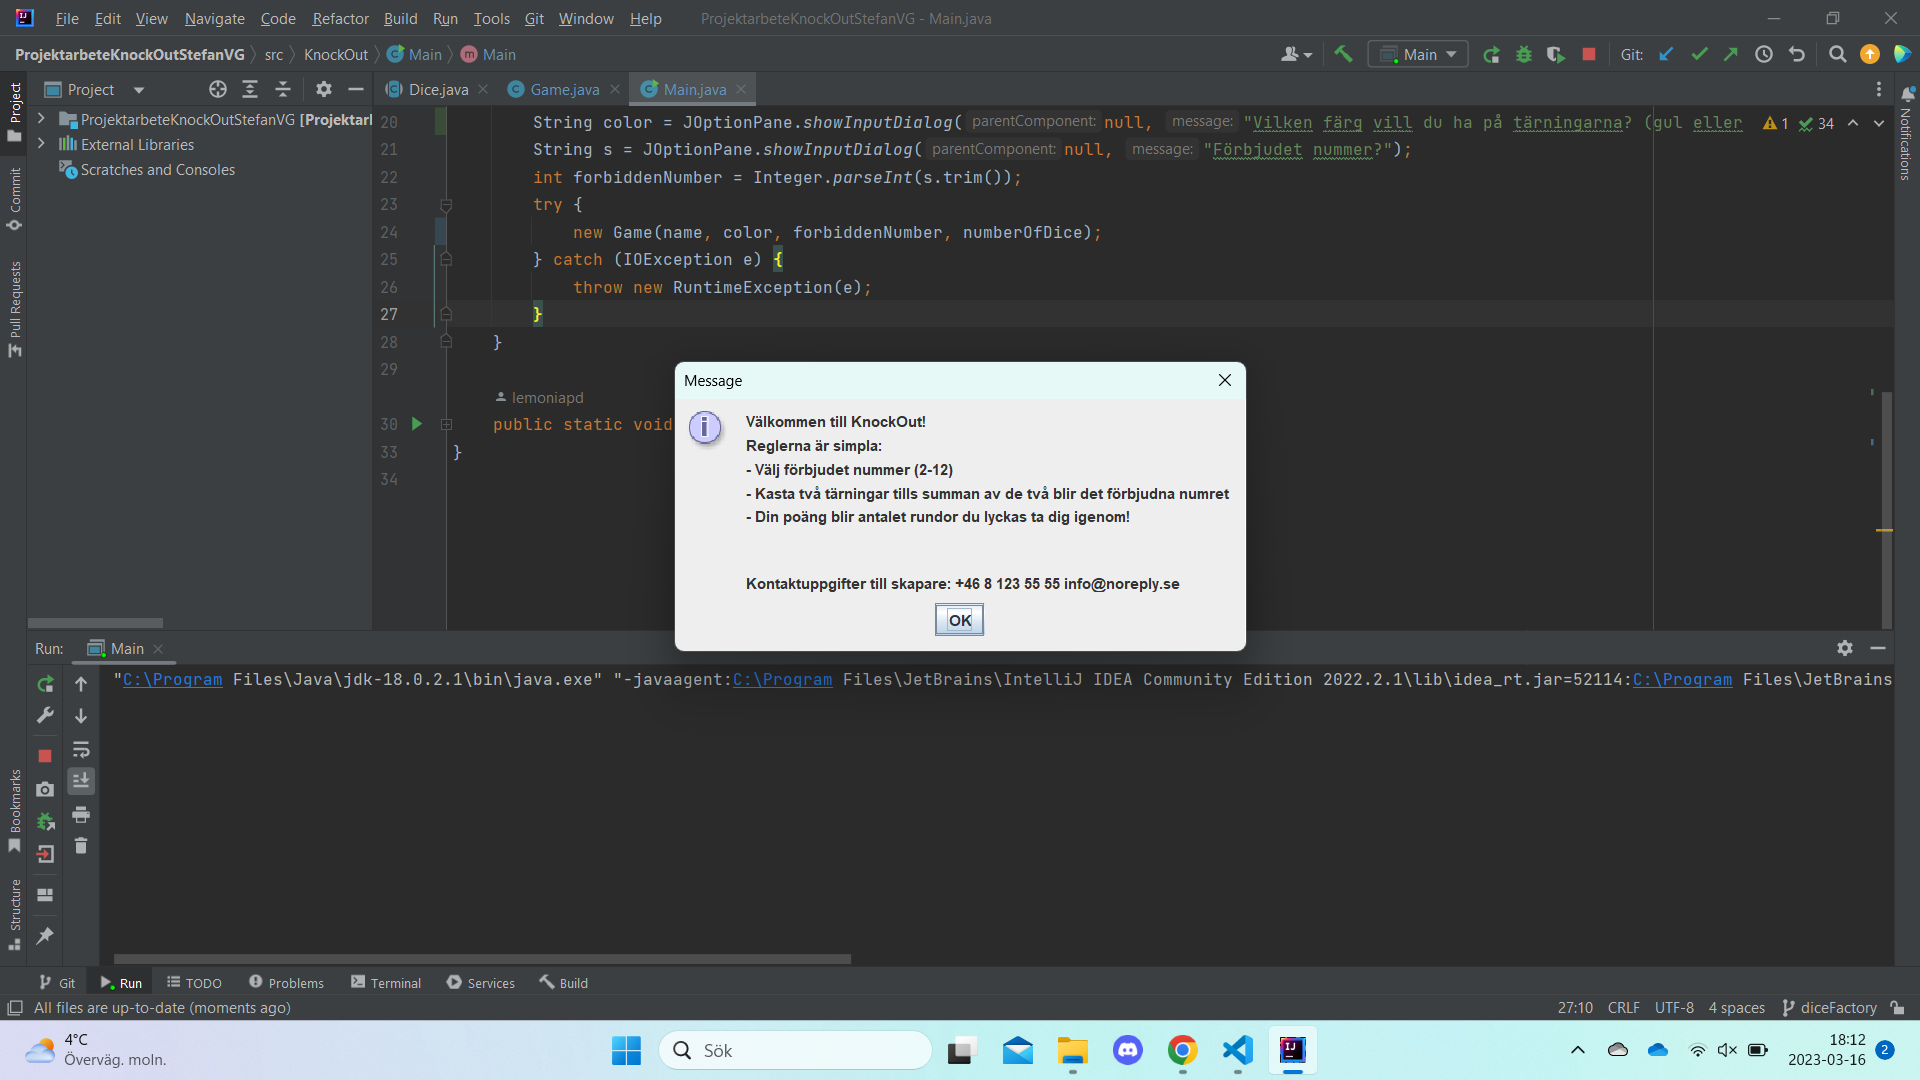 File Edit View Navigate Code Refactor Build Run Tools Git Window Help ProjektarbeteKnockOutStefanVG - Main.java
ProjektarbeteKnockOutStefanVG src KnockOut Main Main
Main Git:
Project
Dice.java Game.java Main.java
ProjektarbeteKnockOutStefanVG [Projektar
External Libraries
Scratches and Consoles
Project
Commit
Pull Requests
Bookmarks
Structure
Notifications
1 34
20 String color = JOptionPane.showInputDialog( parentComponent: null, message: "Vilken färg vill du ha på tärningarna? (gul eller
21 String s = JOptionPane.showInputDialog( parentComponent: null, message: "Förbjudet nummer?");
22 int forbiddenNumber = Integer.parseInt(s.trim());
23 try {
24 new Game(name, color, forbiddenNumber, numberOfDice);
25 } catch (IOException e) {
26 throw new RuntimeException(e);
27 }
28 }
29
lemoniapd
30 public static void
33 }
34
Message
Välkommen till KnockOut!
Reglerna är simpla:
- Välj förbjudet nummer (2-12)
- Kasta två tärningar tills summan av de två blir det förbjudna numret
- Din poäng blir antalet rundor du lyckas ta dig igenom!
Kontaktuppgifter till skapare: +46 8 123 55 55 info@noreply.se
OK
Run: Main
"C:\Program Files\Java\jdk-18.0.2.1\bin\java.exe" "-javaagent:C:\Program Files\JetBrains\IntelliJ IDEA Community Edition 2022.2.1\lib\idea_rt.jar=52114:C:\Program Files\JetBrains
Git Run TODO Problems Terminal Services Build
All files are up-to-date (moments ago)
27:10 CRLF UTF-8 4 spaces diceFactory
4°C
Överväg. moln.
Sök
18:12
2023-03-16
2